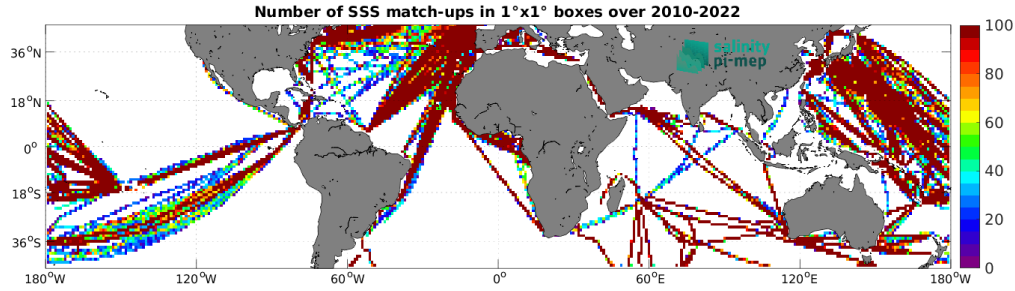 Number of SSS match-ups in 1°x1° boxes over 2010-2022
36°N
18°N
0°
18°S
36°S
180°W
120°W
60°W
0°
60°E
120°E
180°W
salinity
pi-mep
100
80
60
40
20
0